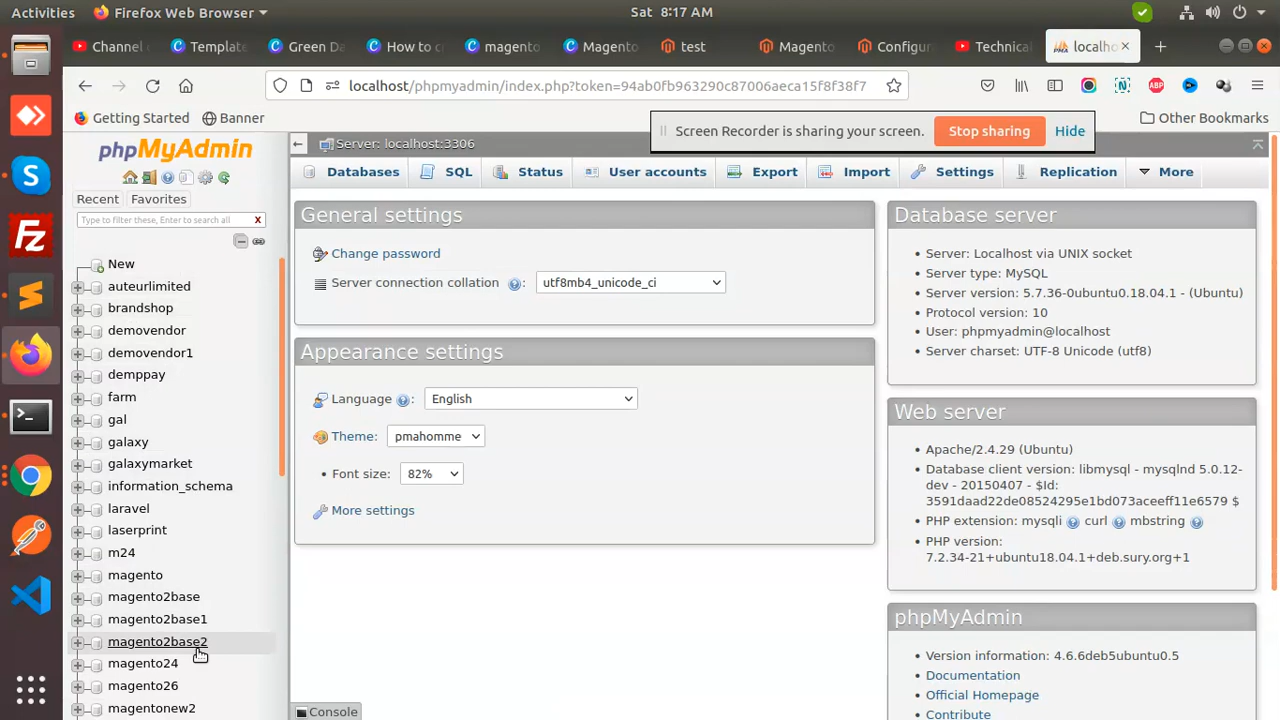 Activities
Firefox Web Browser
Sat 8:17 AM
Channel
Templat
Green Da
How to c
magento
Magento
test
Magento
Configur
Technica
localho
localhost/phpmyadmin/index.php?token=94ab0fb963290c87006aeca15f8f38f7
Getting Started
Banner
Other Bookmarks
Screen Recorder is sharing your screen.
Stop sharing
Hide
phpMyAdmin
Recent
Favorites
Type to filter these, Enter to search all
X
New
auteurlimited
brandshop
demovendor
demovendor1
demppay
farm
gal
galaxy
galaxymarket
information_schema
laravel
laserprint
m24
magento
magento2base
magento2base1
magento2base2
magento24
magento26
magentonew2
Server: localhost:3306
Databases
SQL
Status
User accounts
Export
Import
Settings
Replication
More
General settings
Change password
Server connection collation
utf8mb4_unicode_ci
Appearance settings
Language
:
English
Theme:
pmahomme
Font size:
82%
More settings
Console
Database server
Server: Localhost via UNIX socket
Server type: MySQL
Server version: 5.7.36-0ubuntu0.18.04.1 - (Ubuntu)
Protocol version: 10
User: phpmyadmin@localhost
Server charset: UTF-8 Unicode (utf8)
Web server
Apache/2.4.29 (Ubuntu)
Database client version: libmysql - mysqlnd 5.0.12-
dev - 20150407 - $Id:
3591daad22de08524295e1bd073aceeff11e6579 $
PHP extension: mysqli curl mbstring
PHP version:
7.2.34-21+ubuntu18.04.1+deb.sury.org+1
phpMyAdmin
Version information: 4.6.6deb5ubuntu0.5
Documentation
Official Homepage
Contribute